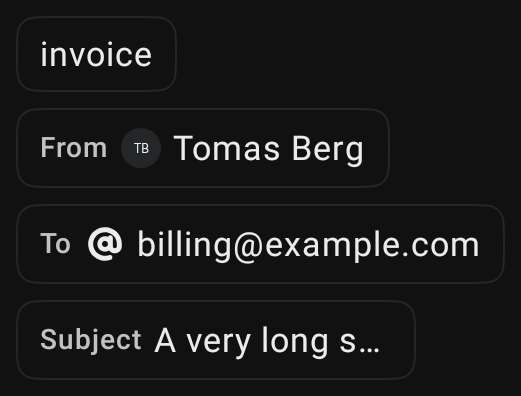 invoice
From TB Tomas Berg
To @ billing@example.com
Subject A very long s...